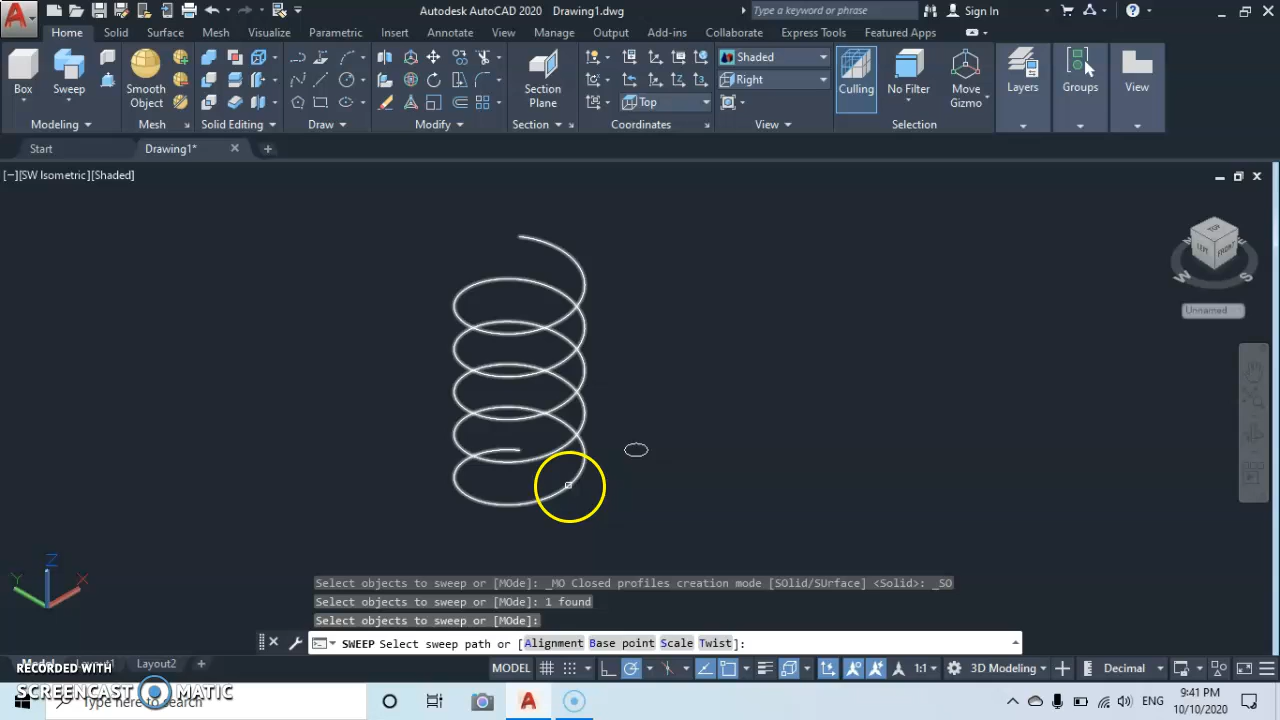 Autodesk AutoCAD 2020 Drawing1.dwg
Type a keyword or phrase
Sign In
Home Solid Surface Mesh Visualize Parametric Insert Annotate View Manage Output Add-ins Collaborate Express Tools Featured Apps
Box
Sweep
Smooth Object
Section Plane
Top
Shaded
Right
Culling
No Filter
Move Gizmo
Layers
Groups
View
Modeling
Mesh
Solid Editing
Draw
Modify
Section
Coordinates
View
Selection
Start
Drawing1*
[−][SW Isometric][Shaded]
TOP
LEFT
FRONT
W
S
Unnamed
Z
Y
X
Select objects to sweep or [MOde]: _MO Closed profiles creation mode [SOlid/SUrface] <Solid>: _SO
Select objects to sweep or [MOde]: 1 found
Select objects to sweep or [MOde]:
SWEEP Select sweep path or [Alignment Base point Scale Twist]:
Layout2
MODEL
1:1
3D Modeling
Decimal
RECORDED WITH
SCREENCAST MATIC
here to search
ENG
9:41 PM
10/10/2020